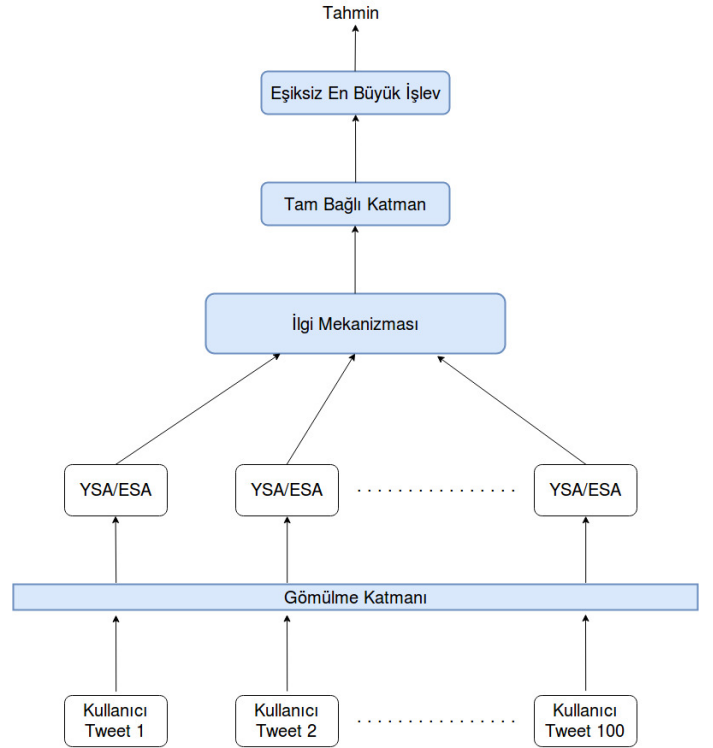 Tahmin
Eşiksiz En Büyük İşlev
Tam Bağlı Katman
İlgi Mekanizması
YSA/ESA
YSA/ESA
YSA/ESA
Gömülme Katmanı
Kullanıcı
Tweet 1
Kullanıcı
Tweet 2
Kullanıcı
Tweet 100